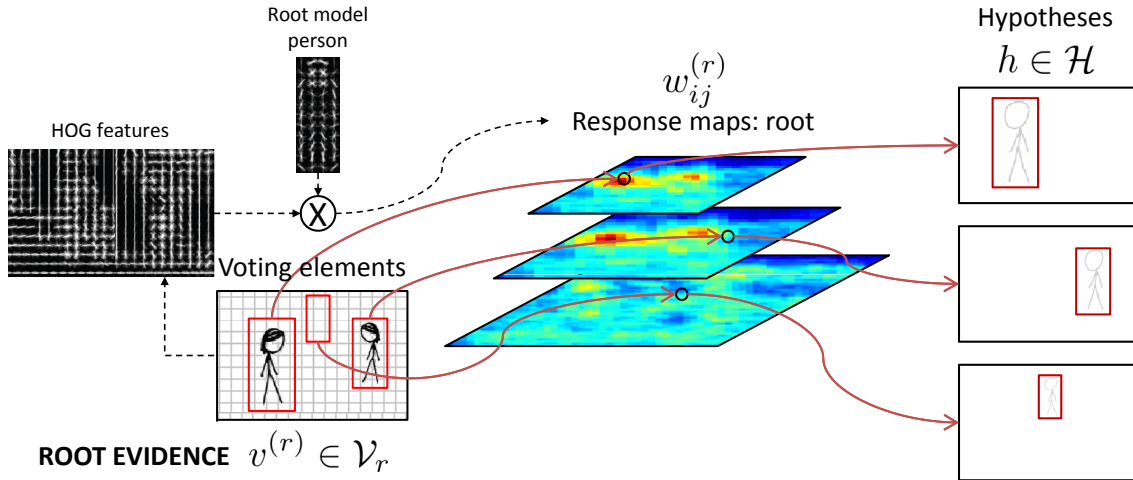 Root model
person
Hypotheses
h ∈ ℋ
w_{ij}^{(r)}
Response maps: root
HOG features
X
Voting elements
ROOT EVIDENCE v^{(r)} ∈ 𝒱_r